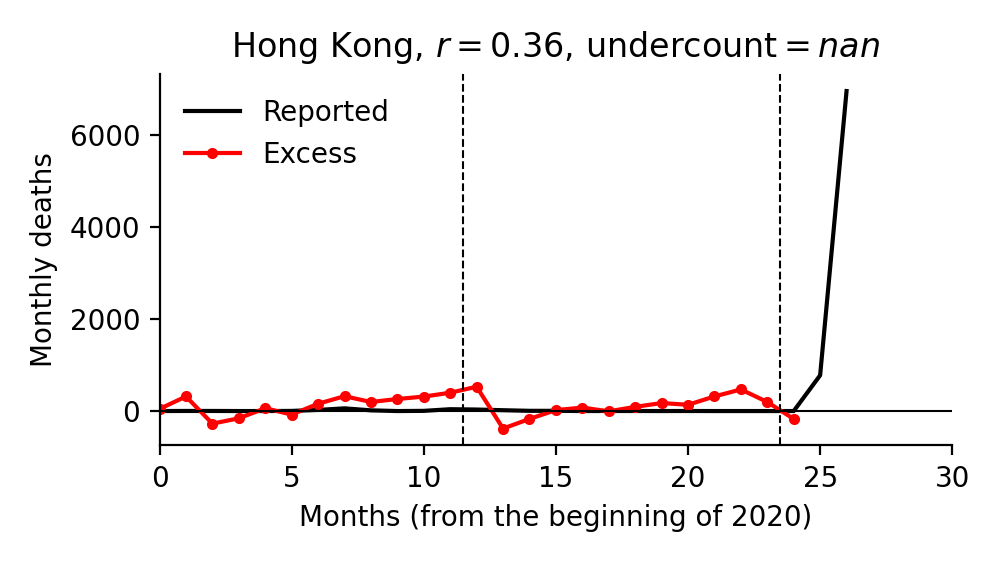 Hong Kong, r = 0.36, undercount = nan
Reported
Excess
6000
4000
2000
0
Monthly deaths
0 5 10 15 20 25 30
Months (from the beginning of 2020)